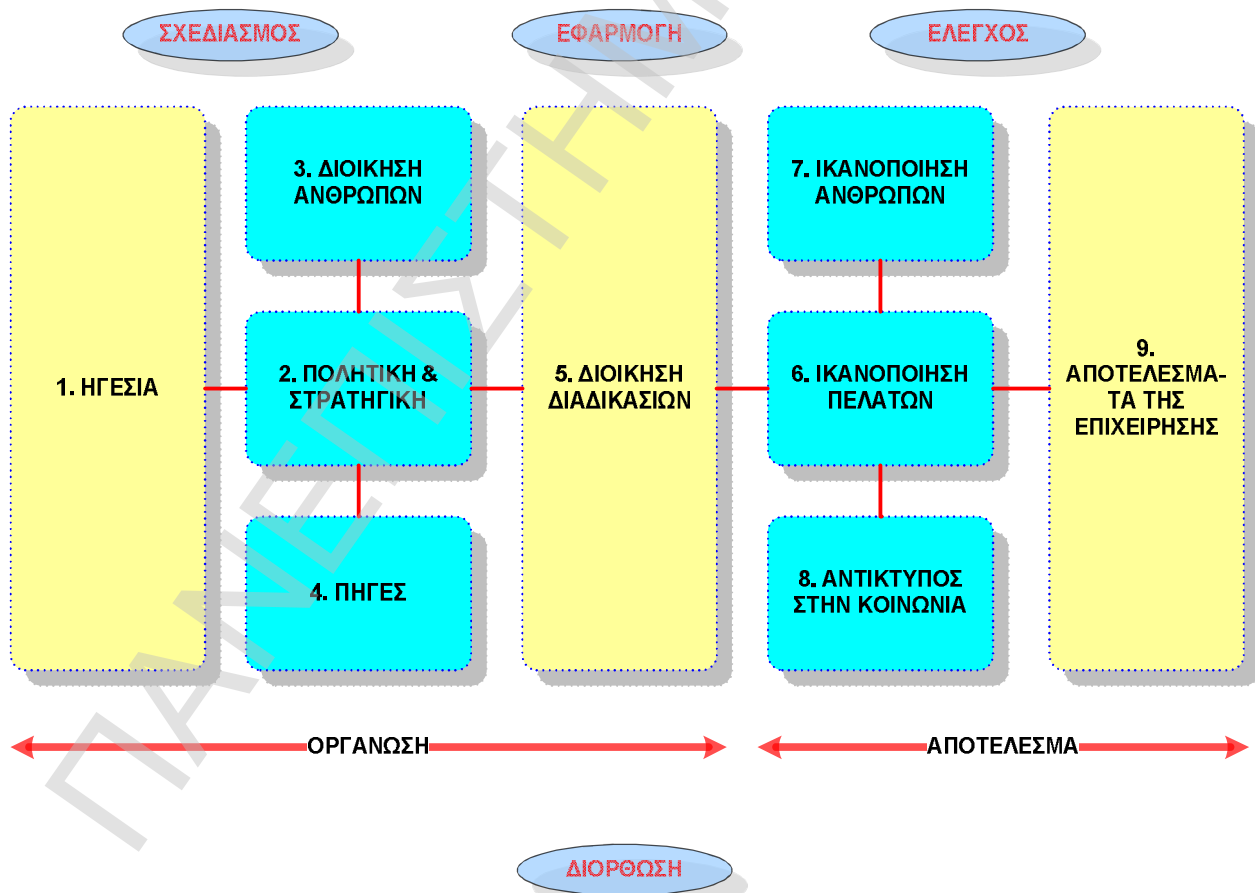 ΣΧΕΔΙΑΣΜΟΣ
ΕΦΑΡΜΟΓΗ
ΕΛΕΓΧΟΣ
3. ΔΙΟΙΚΗΣΗ
ΑΝΘΡΩΠΩΝ
7. ΙΚΑΝΟΠΟΙΗΣΗ
ΑΝΘΡΩΠΩΝ
1. ΗΓΕΣΙΑ
2. ΠΟΛΗΤΙΚΗ &
ΣΤΡΑΤΗΓΙΚΗ
5. ΔΙΟΙΚΗΣΗ
ΔΙΑΔΙΚΑΣΙΩΝ
6. ΙΚΑΝΟΠΟΙΗΣΗ
ΠΕΛΑΤΩΝ
9.
ΑΠΟΤΕΛΕΣΜΑ-
ΤΑ ΤΗΣ
ΕΠΙΧΕΙΡΗΣΗΣ
4. ΠΗΓΕΣ
8. ΑΝΤΙΚΤΥΠΟΣ
ΣΤΗΝ ΚΟΙΝΩΝΙΑ
ΟΡΓΑΝΩΣΗ
ΑΠΟΤΕΛΕΣΜΑ
ΔΙΟΡΘΩΣΗ
ΠΑΝΕΠΙΣΤΗΜ